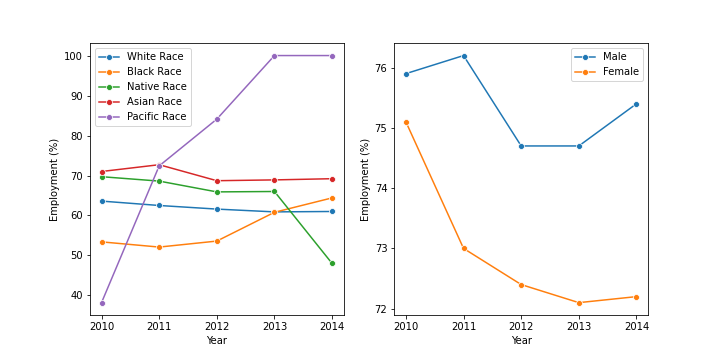 White Race
Black Race
Native Race
Asian Race
Pacific Race
100
90
80
70
60
50
40
Employment (%)
2010 2011 2012 2013 2014
Year
Male
Female
76
75
74
73
72
Employment (%)
2010 2011 2012 2013 2014
Year